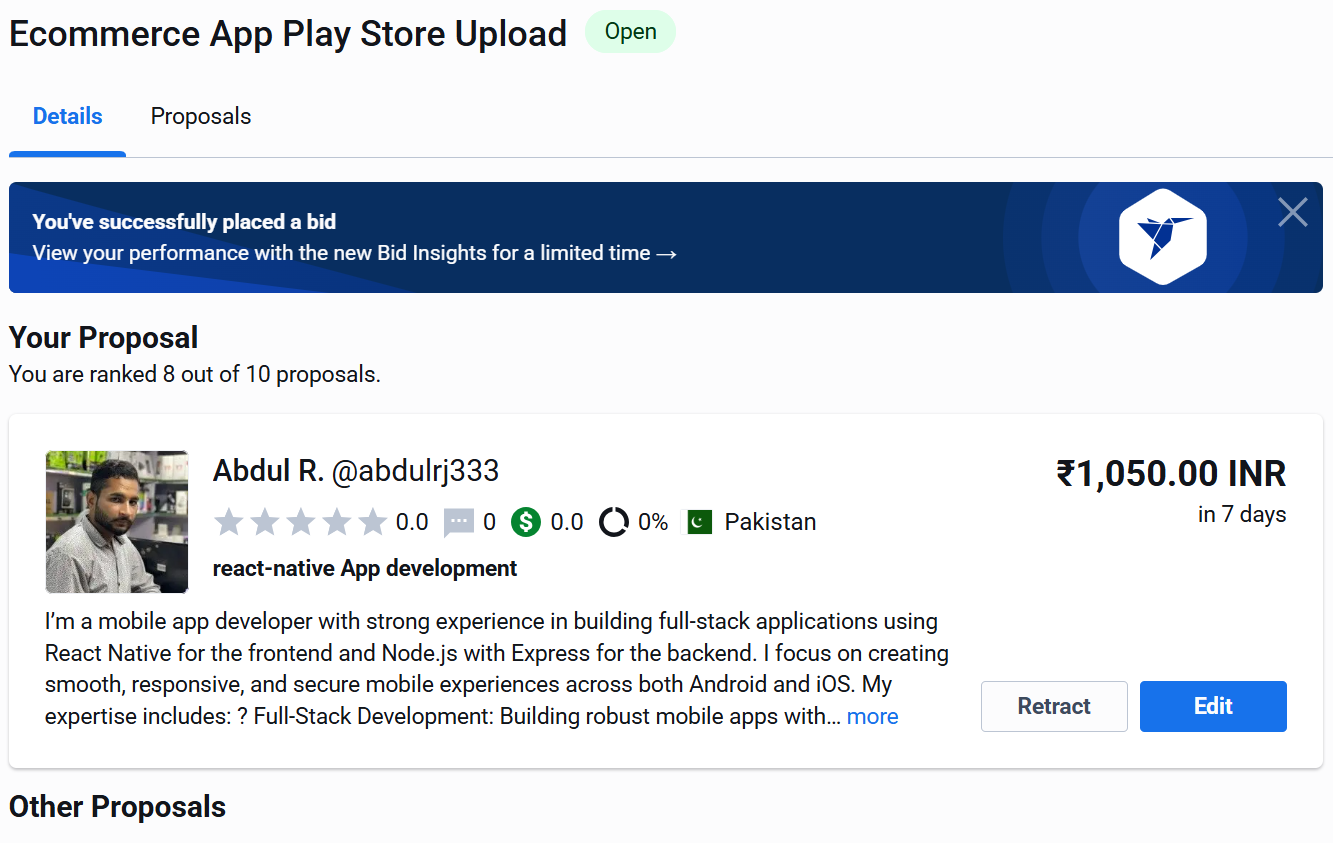 Ecommerce App Play Store Upload Open
Details Proposals
You've successfully placed a bid
View your performance with the new Bid Insights for a limited time →
Your Proposal
You are ranked 8 out of 10 proposals.
Abdul R. @abdulrj333
₹1,050.00 INR
0.0 0 0.0 0% Pakistan
in 7 days
react-native App development
I’m a mobile app developer with strong experience in building full-stack applications using
React Native for the frontend and Node.js with Express for the backend. I focus on creating
smooth, responsive, and secure mobile experiences across both Android and iOS. My
expertise includes: ? Full-Stack Development: Building robust mobile apps with… more
Retract Edit
Other Proposals